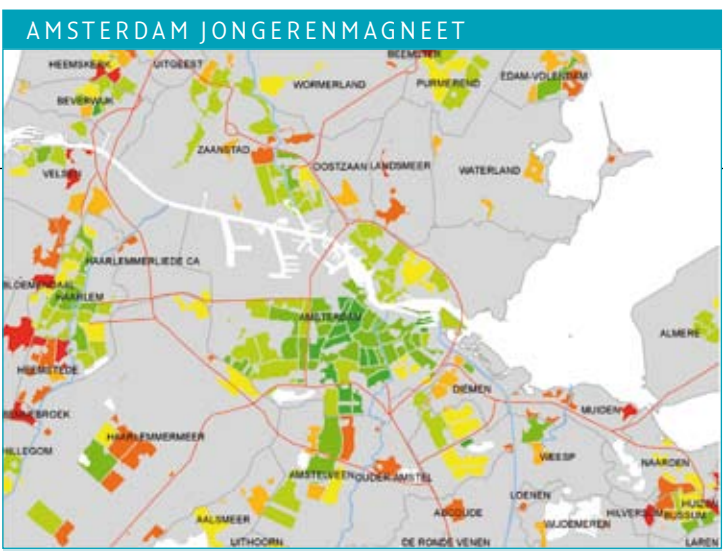 AMSTERDAM JONGERENMAGNEET
BEEMSTER
HEEMSKERK
UITGEEST
EDAM-VOLENDAM
WORMERLAND
PURMEREND
BEVERWIJK
ZAANSTAD
OOSTZAAN
LANDSMEER
WATERLAND
VELSEN
HAARLEMMERLIEDE CA
BLOEMENDAAL
HAARLEM
AMSTERDAM
ALMERE
HEEMSTEDE
DIEMEN
MUIDEN
BENNEBROEK
HAARLEMMERMEER
HILLEGOM
WEESP
NAARDEN
AMSTELVEEN
OUDER-AMSTEL
LOENEN
HUIZEN
AALSMEER
ABCOUDE
HILVERSUM
BUSSUM
WIJDEMEREN
UITHOORN
DE RONDE VENEN
LAREN